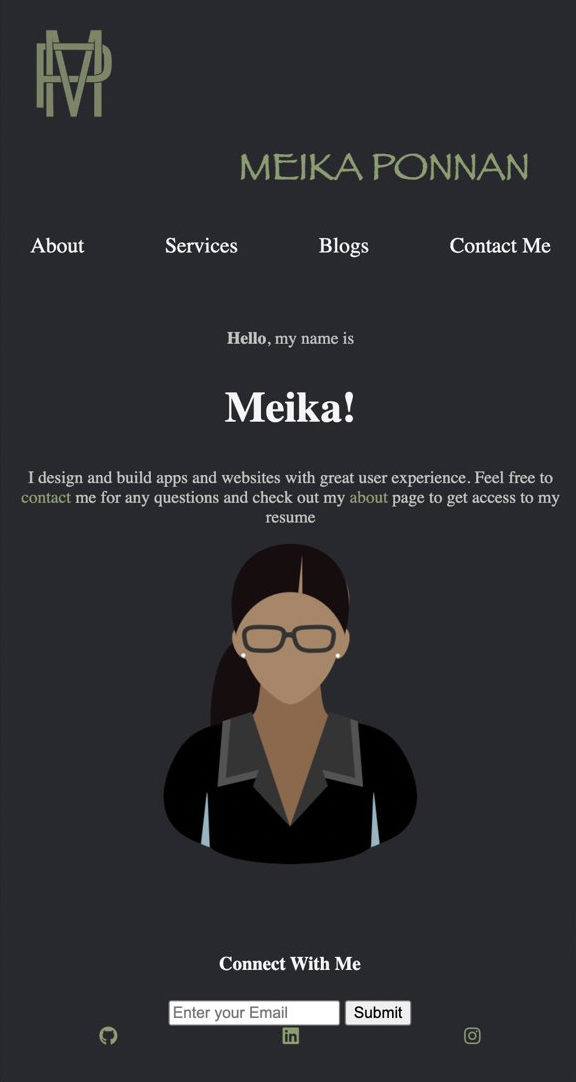 MP
MEIKA PONNAN
About Services Blogs Contact Me
Hello, my name is
Meika!
I design and build apps and websites with great user experience. Feel free to
contact me for any questions and check out my about page to get access to my
resume
Connect With Me
Enter your Email Submit
in